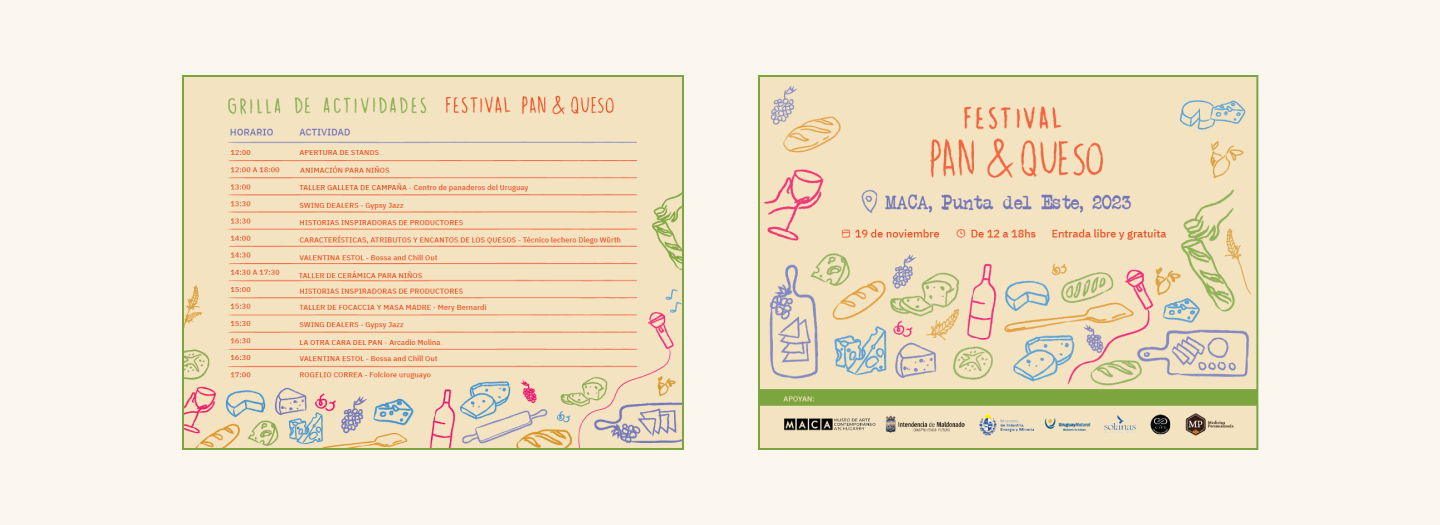 GRILLA DE ACTIVIDADES FESTIVAL PAN & QUESO
HORARIO ACTIVIDAD
12:00 APERTURA DE STANDS
12:00 A 18:00 ANIMACIÓN PARA NIÑOS
13:00 TALLER GALLETA DE CAMPAÑA - Centro de panaderos del Uruguay
13:30 SWING DEALERS - Gypsy Jazz
13:30 HISTORIAS INSPIRADORAS DE PRODUCTORES
14:00 CARACTERÍSTICAS, ATRIBUTOS Y ENCANTOS DE LOS QUESOS - Técnico lechero Diego Würth
14:30 VALENTINA ESTOL - Bossa and Chill Out
14:30 A 17:30 TALLER DE CERÁMICA PARA NIÑOS
15:00 HISTORIAS INSPIRADORAS DE PRODUCTORES
15:30 TALLER DE FOCACCIA Y MASA MADRE - Mery Bernardi
15:30 SWING DEALERS - Gypsy Jazz
16:30 LA OTRA CARA DEL PAN - Arcadio Molina
16:30 VALENTINA ESTOL - Bossa and Chill Out
17:00 ROGELIO CORREA - Folclore uruguayo
FESTIVAL
PAN & QUESO
MACA, Punta del Este, 2023
19 de noviembre De 12 a 18hs Entrada libre y gratuita
APOYAN:
MACA
MUSEO DE ARTE
CONTEMPORÁNEO
ATCHUGARRY
Intendencia de Maldonado
Energía y Minería
Uruguay Natural
solanas
MP